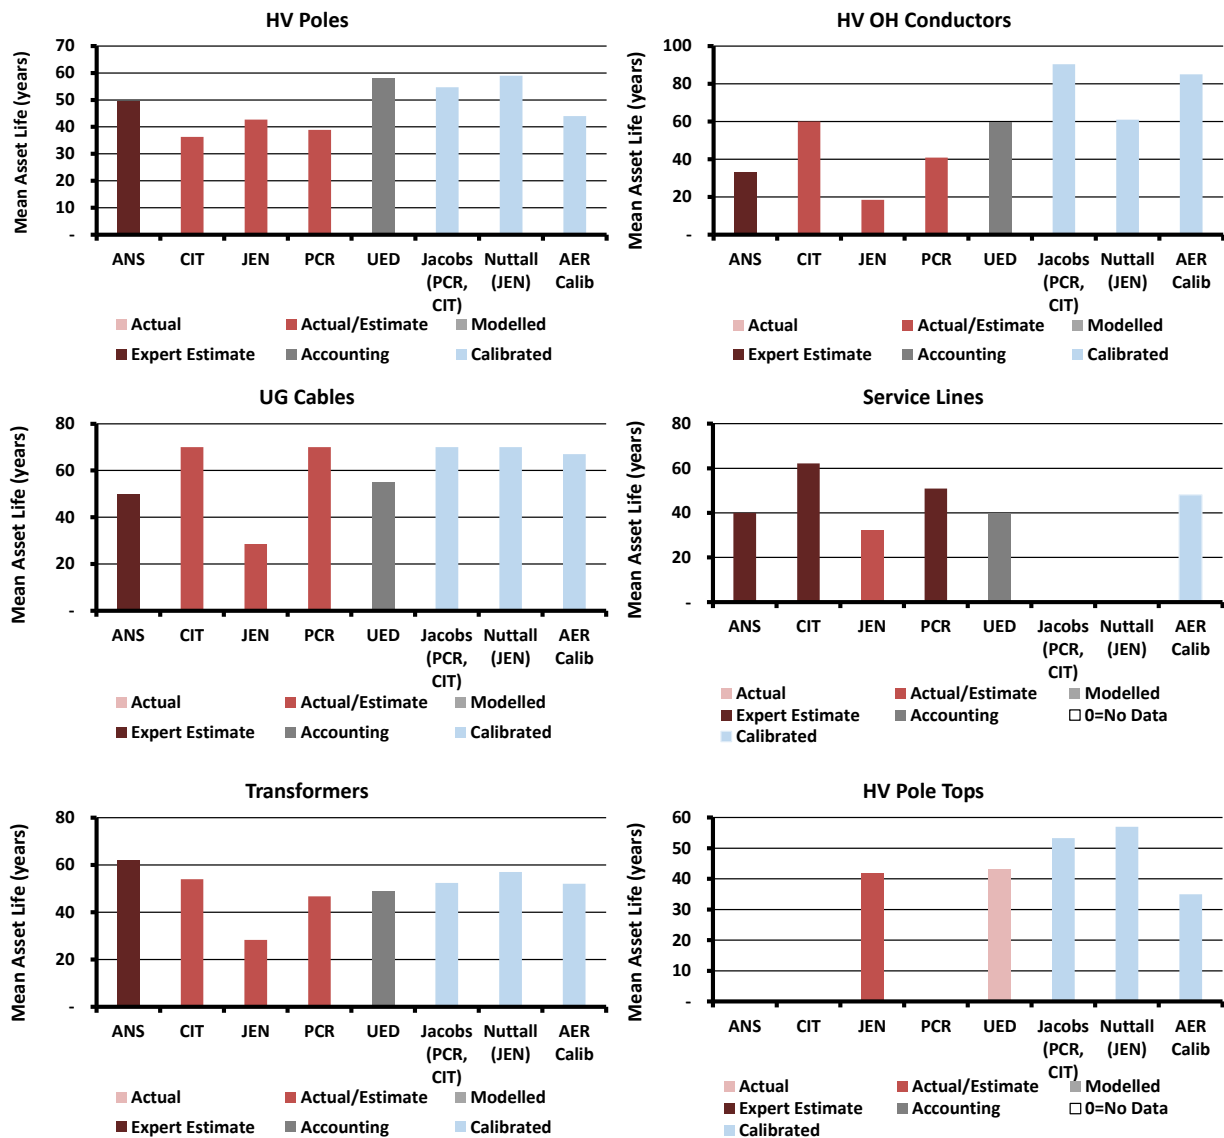 HV Poles
Mean Asset Life (years)
70
60
50
40
30
20
10
-
ANS CIT JEN PCR UED Jacobs Nuttall AER
(PCR, (JEN) Calib
CIT)
Actual Actual/Estimate Modelled
Expert Estimate Accounting Calibrated
HV OH Conductors
Mean Asset Life (years)
100
80
60
40
20
-
ANS CIT JEN PCR UED Jacobs Nuttall AER
(PCR, (JEN) Calib
CIT)
Actual Actual/Estimate Modelled
Expert Estimate Accounting Calibrated
UG Cables
Mean Asset Life (years)
80
60
40
20
-
ANS CIT JEN PCR UED Jacobs Nuttall AER
(PCR, (JEN) Calib
CIT)
Actual Actual/Estimate Modelled
Expert Estimate Accounting Calibrated
Service Lines
Mean Asset Life (years)
80
60
40
20
-
ANS CIT JEN PCR UED Jacobs Nuttall AER
(PCR, (JEN) Calib
CIT)
Actual Actual/Estimate Modelled
Expert Estimate Accounting 0=No Data
Calibrated
Transformers
Mean Asset Life (years)
80
60
40
20
-
ANS CIT JEN PCR UED Jacobs Nuttall AER
(PCR, (JEN) Calib
CIT)
Actual Actual/Estimate Modelled
Expert Estimate Accounting Calibrated
HV Pole Tops
Mean Asset Life (years)
60
50
40
30
20
10
-
ANS CIT JEN PCR UED Jacobs Nuttall AER
(PCR, (JEN) Calib
CIT)
Actual Actual/Estimate Modelled
Expert Estimate Accounting 0=No Data
Calibrated